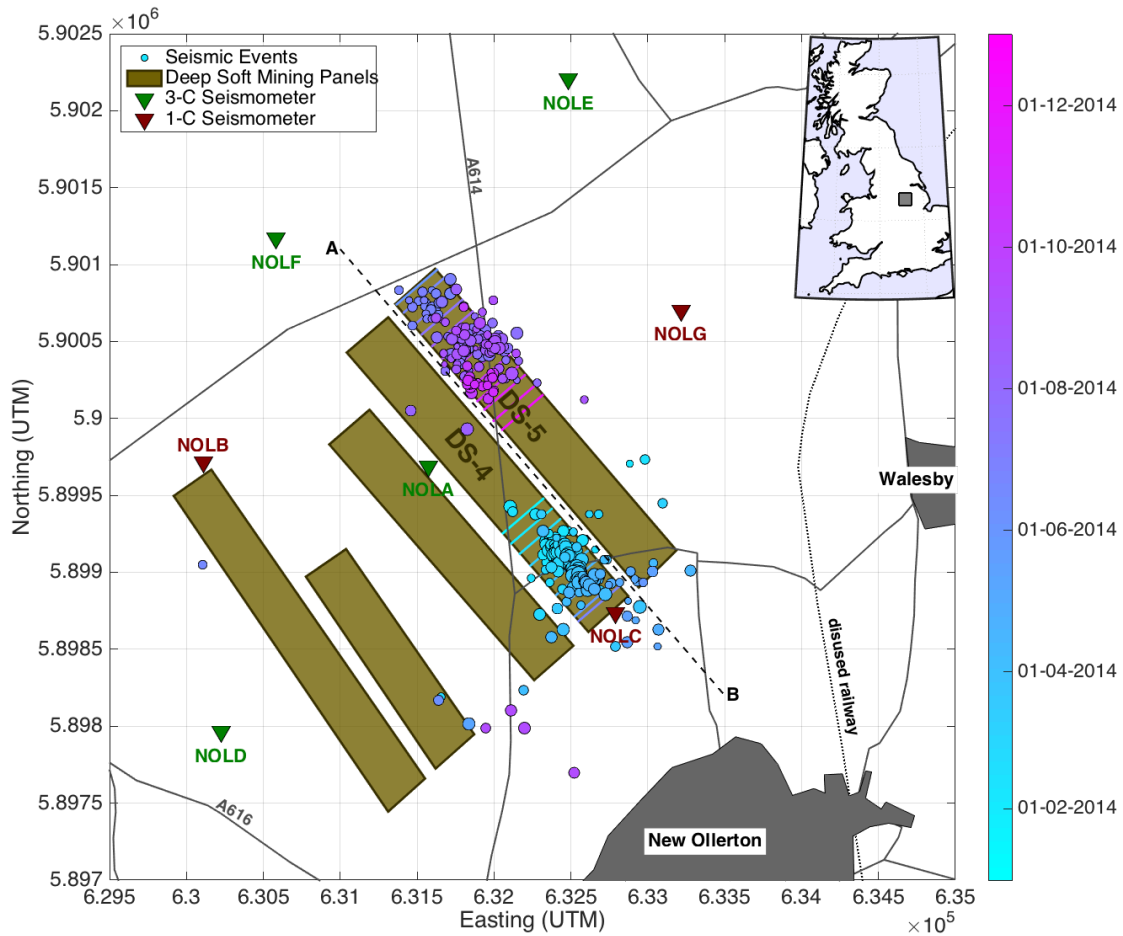 ×10⁶
5.9025
5.902
5.9015
5.901
5.9005
5.9
5.8995
5.899
5.8985
5.898
5.8975
5.897
Northing (UTM)
Seismic Events
Deep Soft Mining Panels
3-C Seismometer
1-C Seismometer
NOLE
A614
A
NOLF
NOLG
DS-5
DS-4
NOLB
NOLA
Walesby
NOLC
disused railway
B
NOLD
A616
New Ollerton
6.295
6.3
6.305
6.31
6.315
6.32
6.325
6.33
6.335
6.34
6.345
6.35
Easting (UTM)
×10⁵
01-12-2014
01-10-2014
01-08-2014
01-06-2014
01-04-2014
01-02-2014